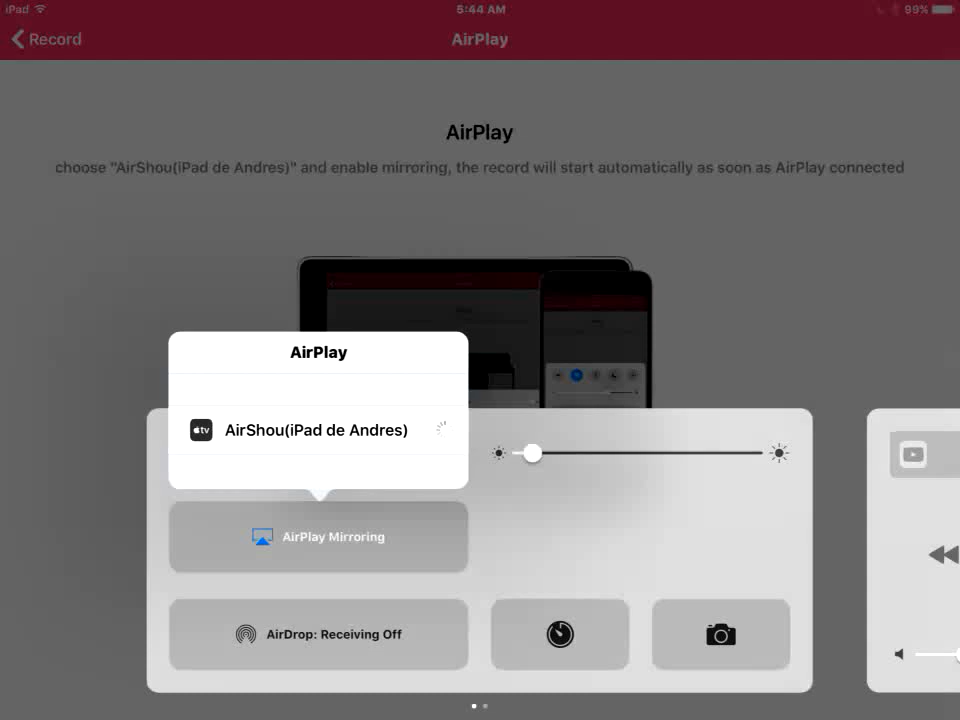 iPad
5:44 AM
99%
Record
AirPlay
AirPlay
choose "AirShou(iPad de Andres)" and enable mirroring, the record will start automatically as soon as AirPlay connected
AirPlay
tv
AirShou(iPad de Andres)
AirPlay Mirroring
AirDrop: Receiving Off